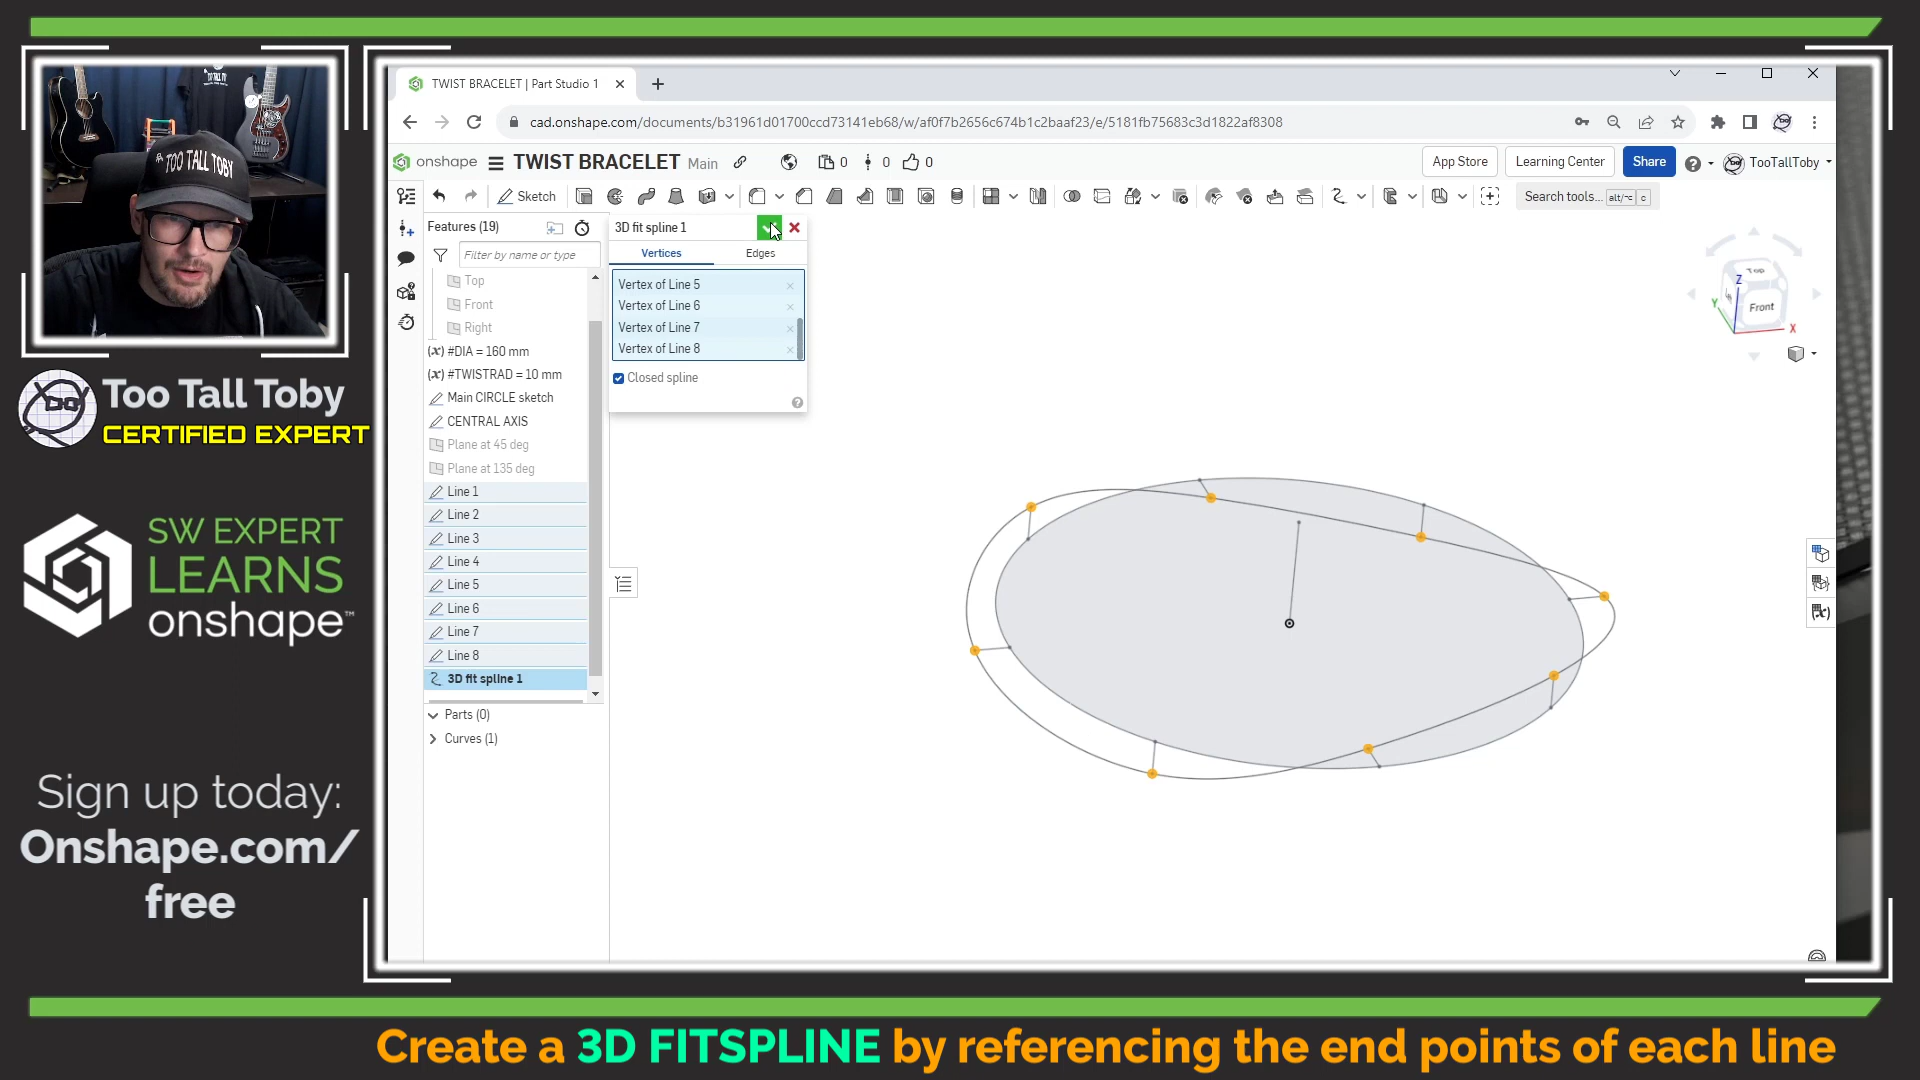 TOO TALL TOBY
Too Tall Toby
CERTIFIED EXPERT
SW EXPERT
LEARNS
onshape™
Sign up today:
Onshape.com/
free
TWIST BRACELET | Part Studio 1
cad.onshape.com/documents/b31961d01700ccd73141eb68/w/af0f7b2656c674b1c2baaf23/e/5181fb75683c3d1822af8308
onshape TWIST BRACELET Main 0 0 0 App Store Learning Center Share TooTallToby
Sketch Search tools... alt/⌥ c
Features (19)
Filter by name or type
Top
Front
Right
(x) #DIA = 160 mm
(x) #TWISTRAD = 10 mm
Main CIRCLE sketch
CENTRAL AXIS
Plane at 45 deg
Plane at 135 deg
Line 1
Line 2
Line 3
Line 4
Line 5
Line 6
Line 7
Line 8
3D fit spline 1
Parts (0)
Curves (1)
3D fit spline 1
Vertices Edges
Vertex of Line 5
Vertex of Line 6
Vertex of Line 7
Vertex of Line 8
Closed spline
Top
Z
Y
Front
X
Create a 3D FITSPLINE by referencing the end points of each line